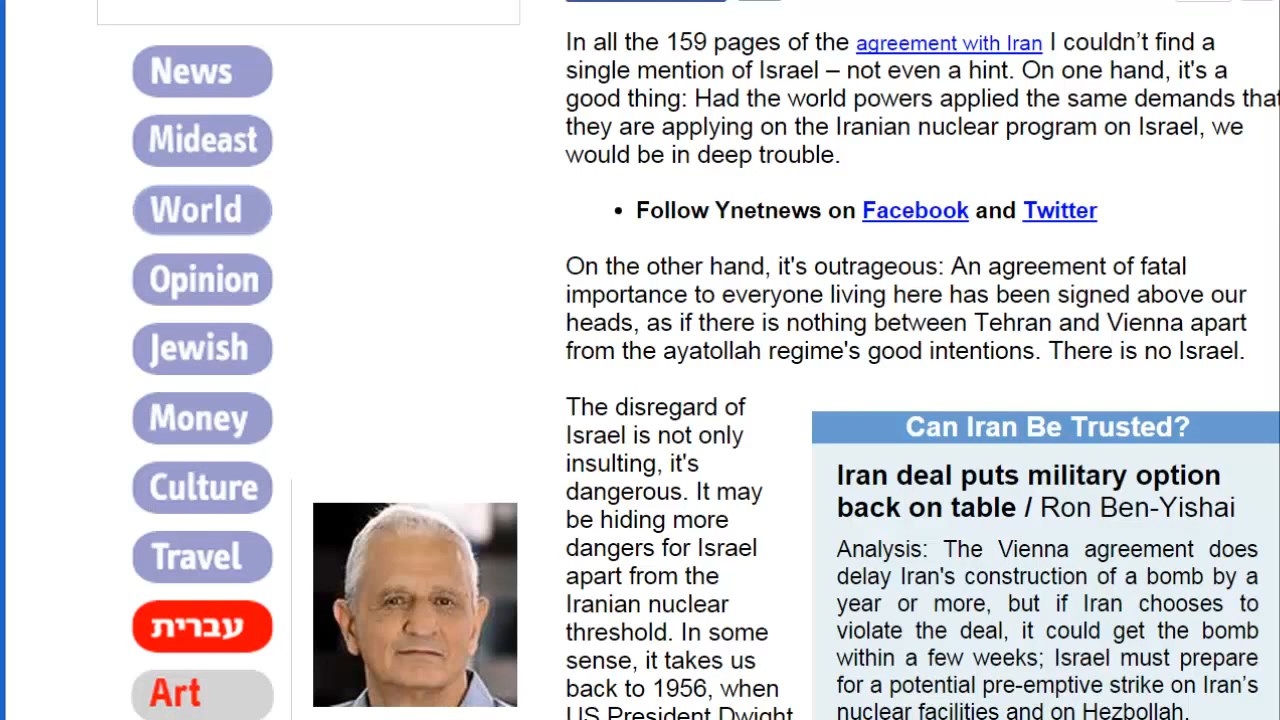 News
Mideast
World
Opinion
Jewish
Money
Culture
Travel
עברית
Art
In all the 159 pages of the agreement with Iran I couldn't find a
single mention of Israel – not even a hint. On one hand, it's a
good thing: Had the world powers applied the same demands that
they are applying on the Iranian nuclear program on Israel, we
would be in deep trouble.
• Follow Ynetnews on Facebook and Twitter
On the other hand, it's outrageous: An agreement of fatal
importance to everyone living here has been signed above our
heads, as if there is nothing between Tehran and Vienna apart
from the ayatollah regime's good intentions. There is no Israel.
The disregard of
Israel is not only
insulting, it's
dangerous. It may
be hiding more
dangers for Israel
apart from the
Iranian nuclear
threshold. In some
sense, it takes us
back to 1956, when
US President Dwight
Can Iran Be Trusted?
Iran deal puts military option
back on table / Ron Ben-Yishai
Analysis: The Vienna agreement does
delay Iran's construction of a bomb by a
year or more, but if Iran chooses to
violate the deal, it could get the bomb
within a few weeks; Israel must prepare
for a potential pre-emptive strike on Iran's
nuclear facilities and on Hezbollah.